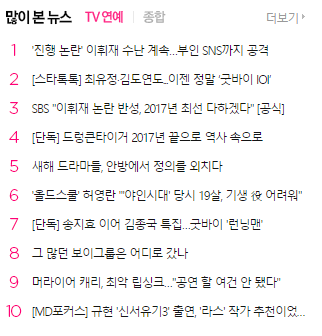 많이 본 뉴스 TV연예 종합 더보기
1 '진행 논란' 이휘재 수난 계속…부인 SNS까지 공격
2 [스타톡톡] 최유정·김도연도…이젠 정말 '굿바이 IOI'
3 SBS "이휘재 논란 반성, 2017년 최선 다하겠다" [공식]
4 [단독] 드렁큰타이거 2017년 끝으로 역사 속으로
5 새해 드라마들, 안방에서 정의를 외치다
6 '올드스쿨' 허영란 "'야인시대' 당시 19살, 기생 役 어려워"
7 [단독] 송지효 이어 김종국 특집…굿바이 '런닝맨'
8 그 많던 보이그룹은 어디로 갔나
9 머라이어 캐리, 최악 립싱크…"공연 할 여건 안 됐다"
10 [MD포커스] 규현 '신서유기3' 출연, '라스' 작가 추천이었…